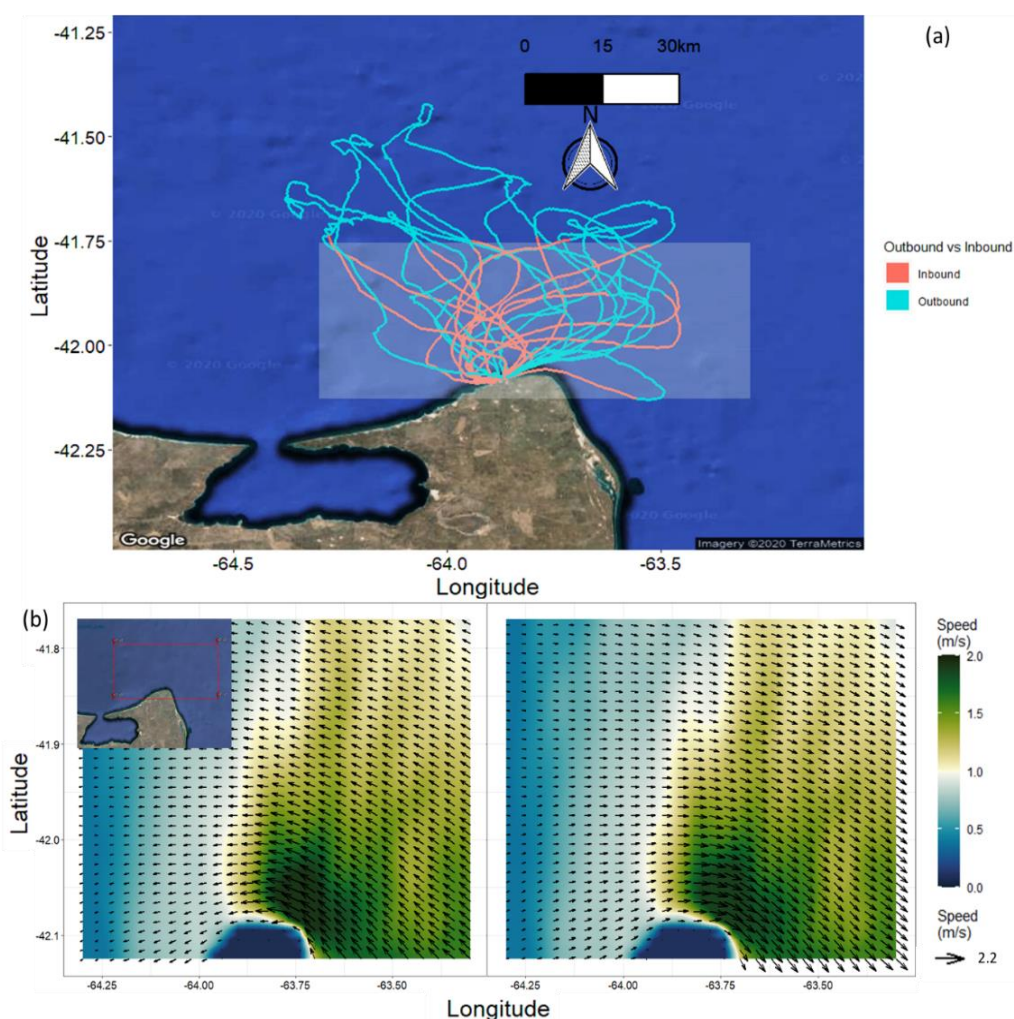 (a)
0 15 30km
N
-41.25
-41.50
-41.75
-42.00
-42.25
Latitude
-64.5 -64.0 -63.5
Longitude
© 2020 Google
Google
Imagery ©2020 TerraMetrics
Outbound vs Inbound
Inbound
Outbound
(b)
-41.8
-41.9
-42.0
-42.1
Latitude
-64.25 -64.00 -63.75 -63.50 -64.25 -64.00 -63.75 -63.50
Longitude
Speed
(m/s)
2.0
1.5
1.0
0.5
0.0
Speed
(m/s)
2.2